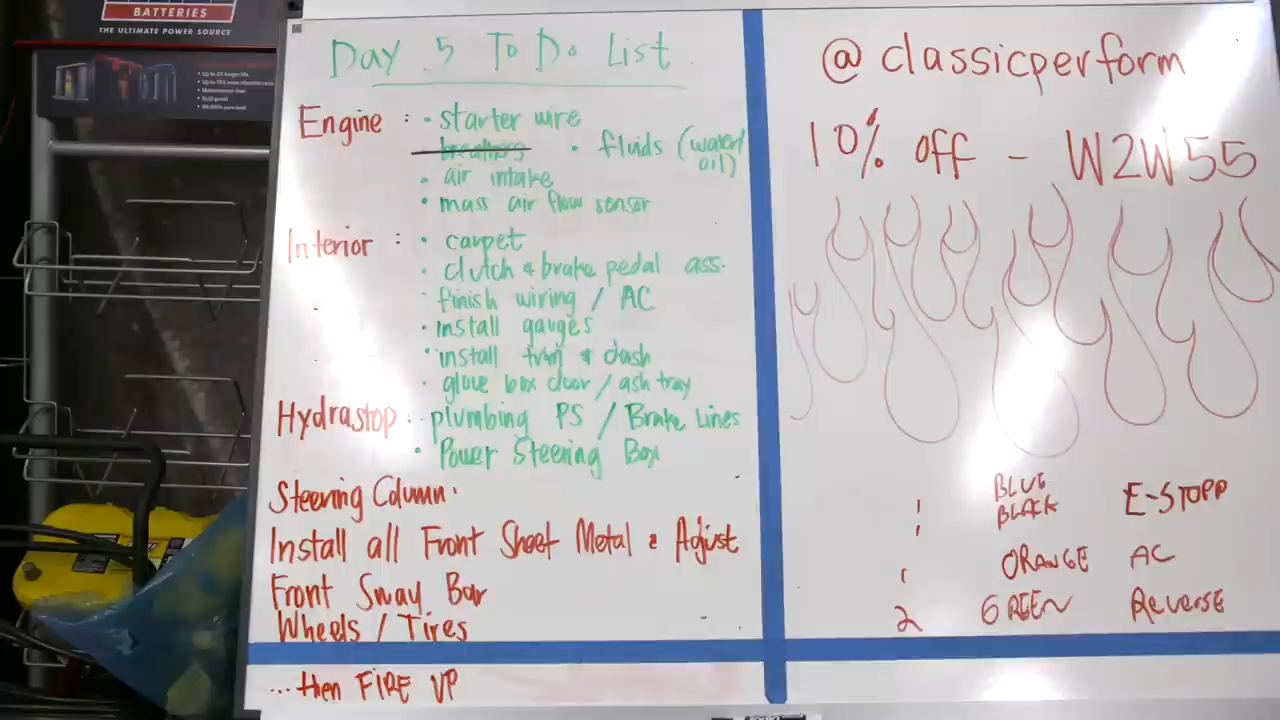 BATTERIES
THE ULTIMATE POWER SOURCE
Day 5 To Do List
Engine : • starter wire
• fluids (water/
oil)
• air intake
• mass air flow sensor
Interior : • carpet
• clutch & brake pedal ass.
• finish wiring / AC
• install gauges
• install trim & dash
• glove box door / ash tray
Hydrastop : • plumbing PS / Brake Lines
• Power Steering Box
Steering Column •
Install all Front Sheet Metal & Adjust
Front Sway Bar
Wheels / Tires
...then FIRE UP
@classicperform
10% off - W2W55
BLUE
BLACK E-STOPP
ORANGE AC
2 GREEN Reverse